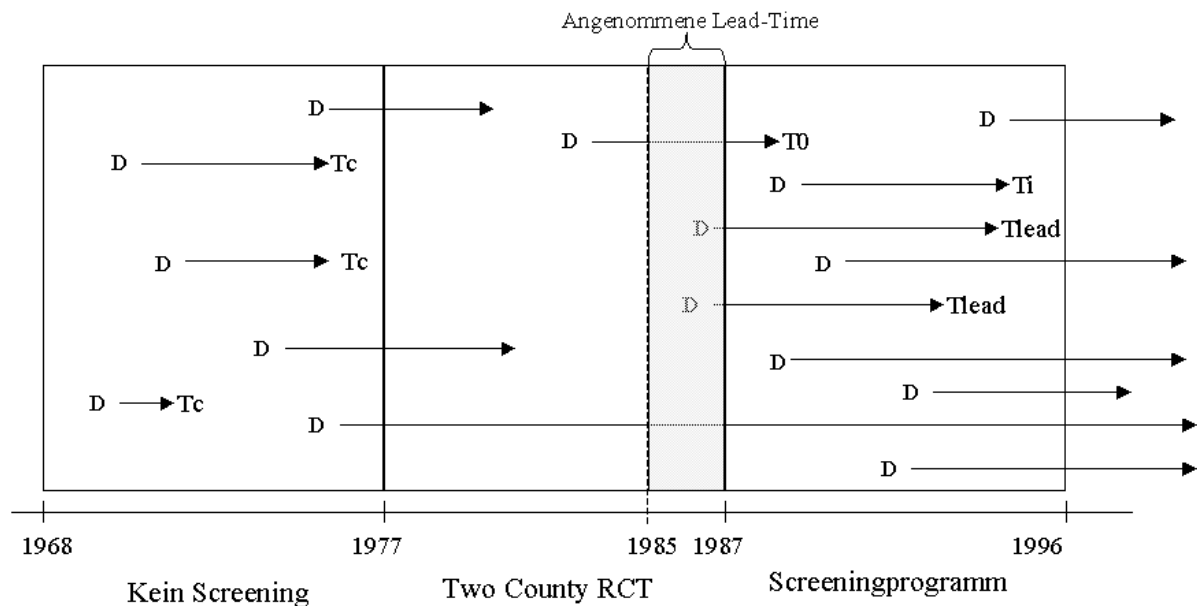 Angenommene Lead-Time
D
D
D
T0
D
Tc
D
Ti
D
Tlead
D
Tc
D
D
Tlead
D
D
D
D
Tc
D
D
1968
1977
1985
1987
1996
Kein Screening
Two County RCT
Screeningprogramm